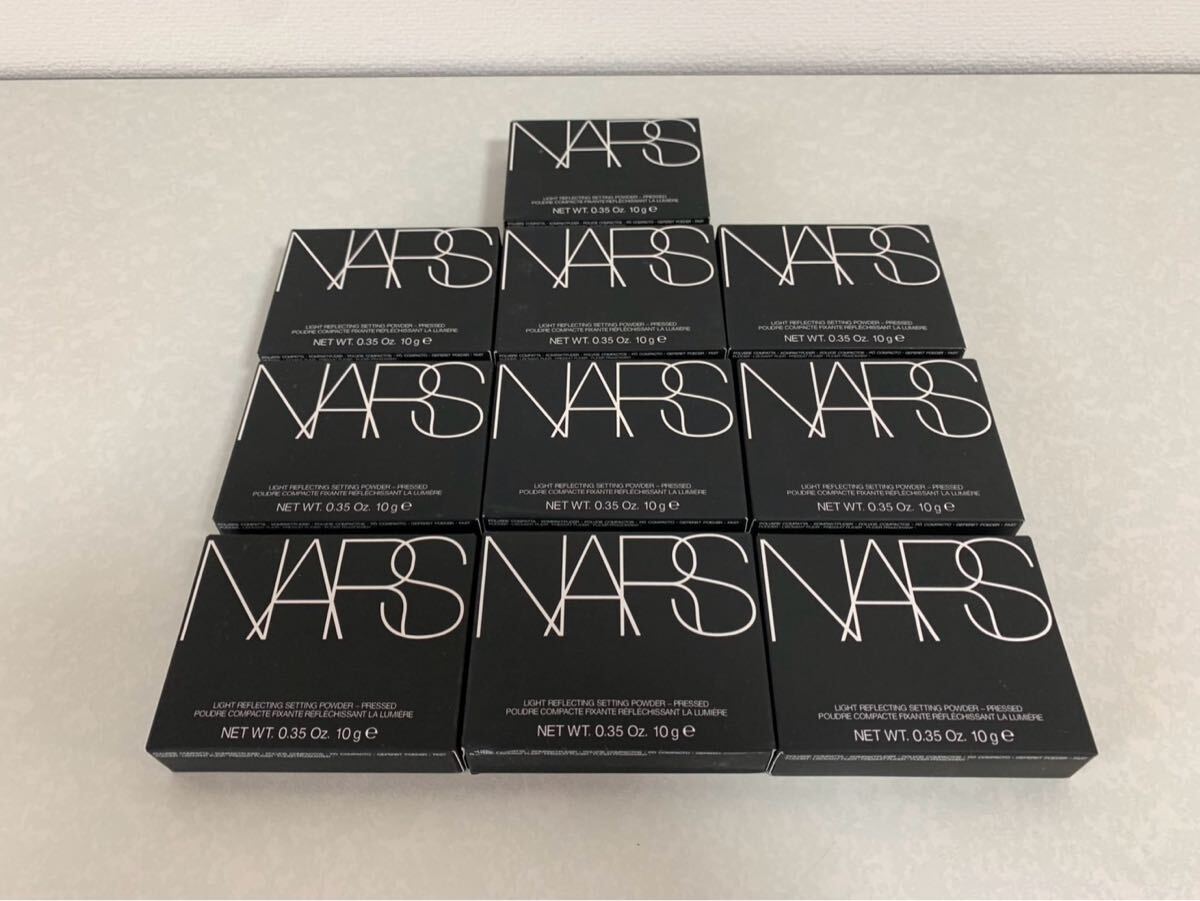 NARS
LIGHT REFLECTING SETTING POWDER – PRESSED
POUDRE COMPACTE FIXANTE RÉFLÉCHISSANT LA LUMIÈRE
NET WT. 0.35 Oz. 10 g e
NARS
LIGHT REFLECTING SETTING POWDER – PRESSED
POUDRE COMPACTE FIXANTE RÉFLÉCHISSANT LA LUMIÈRE
NET WT. 0.35 Oz. 10 g e
NARS
LIGHT REFLECTING SETTING POWDER – PRESSED
POUDRE COMPACTE FIXANTE RÉFLÉCHISSANT LA LUMIÈRE
NET WT. 0.35 Oz. 10 g e
NARS
LIGHT REFLECTING SETTING POWDER – PRESSED
POUDRE COMPACTE FIXANTE RÉFLÉCHISSANT LA LUMIÈRE
NET WT. 0.35 Oz. 10 g e
NARS
LIGHT REFLECTING SETTING POWDER – PRESSED
POUDRE COMPACTE FIXANTE RÉFLÉCHISSANT LA LUMIÈRE
NET WT. 0.35 Oz. 10 g e
NARS
LIGHT REFLECTING SETTING POWDER – PRESSED
POUDRE COMPACTE FIXANTE RÉFLÉCHISSANT LA LUMIÈRE
NET WT. 0.35 Oz. 10 g e
NARS
LIGHT REFLECTING SETTING POWDER – PRESSED
POUDRE COMPACTE FIXANTE RÉFLÉCHISSANT LA LUMIÈRE
NET WT. 0.35 Oz. 10 g e
NARS
LIGHT REFLECTING SETTING POWDER – PRESSED
POUDRE COMPACTE FIXANTE RÉFLÉCHISSANT LA LUMIÈRE
NET WT. 0.35 Oz. 10 g e
NARS
LIGHT REFLECTING SETTING POWDER – PRESSED
POUDRE COMPACTE FIXANTE RÉFLÉCHISSANT LA LUMIÈRE
NET WT. 0.35 Oz. 10 g e
NARS
LIGHT REFLECTING SETTING POWDER – PRESSED
POUDRE COMPACTE FIXANTE RÉFLÉCHISSANT LA LUMIÈRE
NET WT. 0.35 Oz. 10 g e